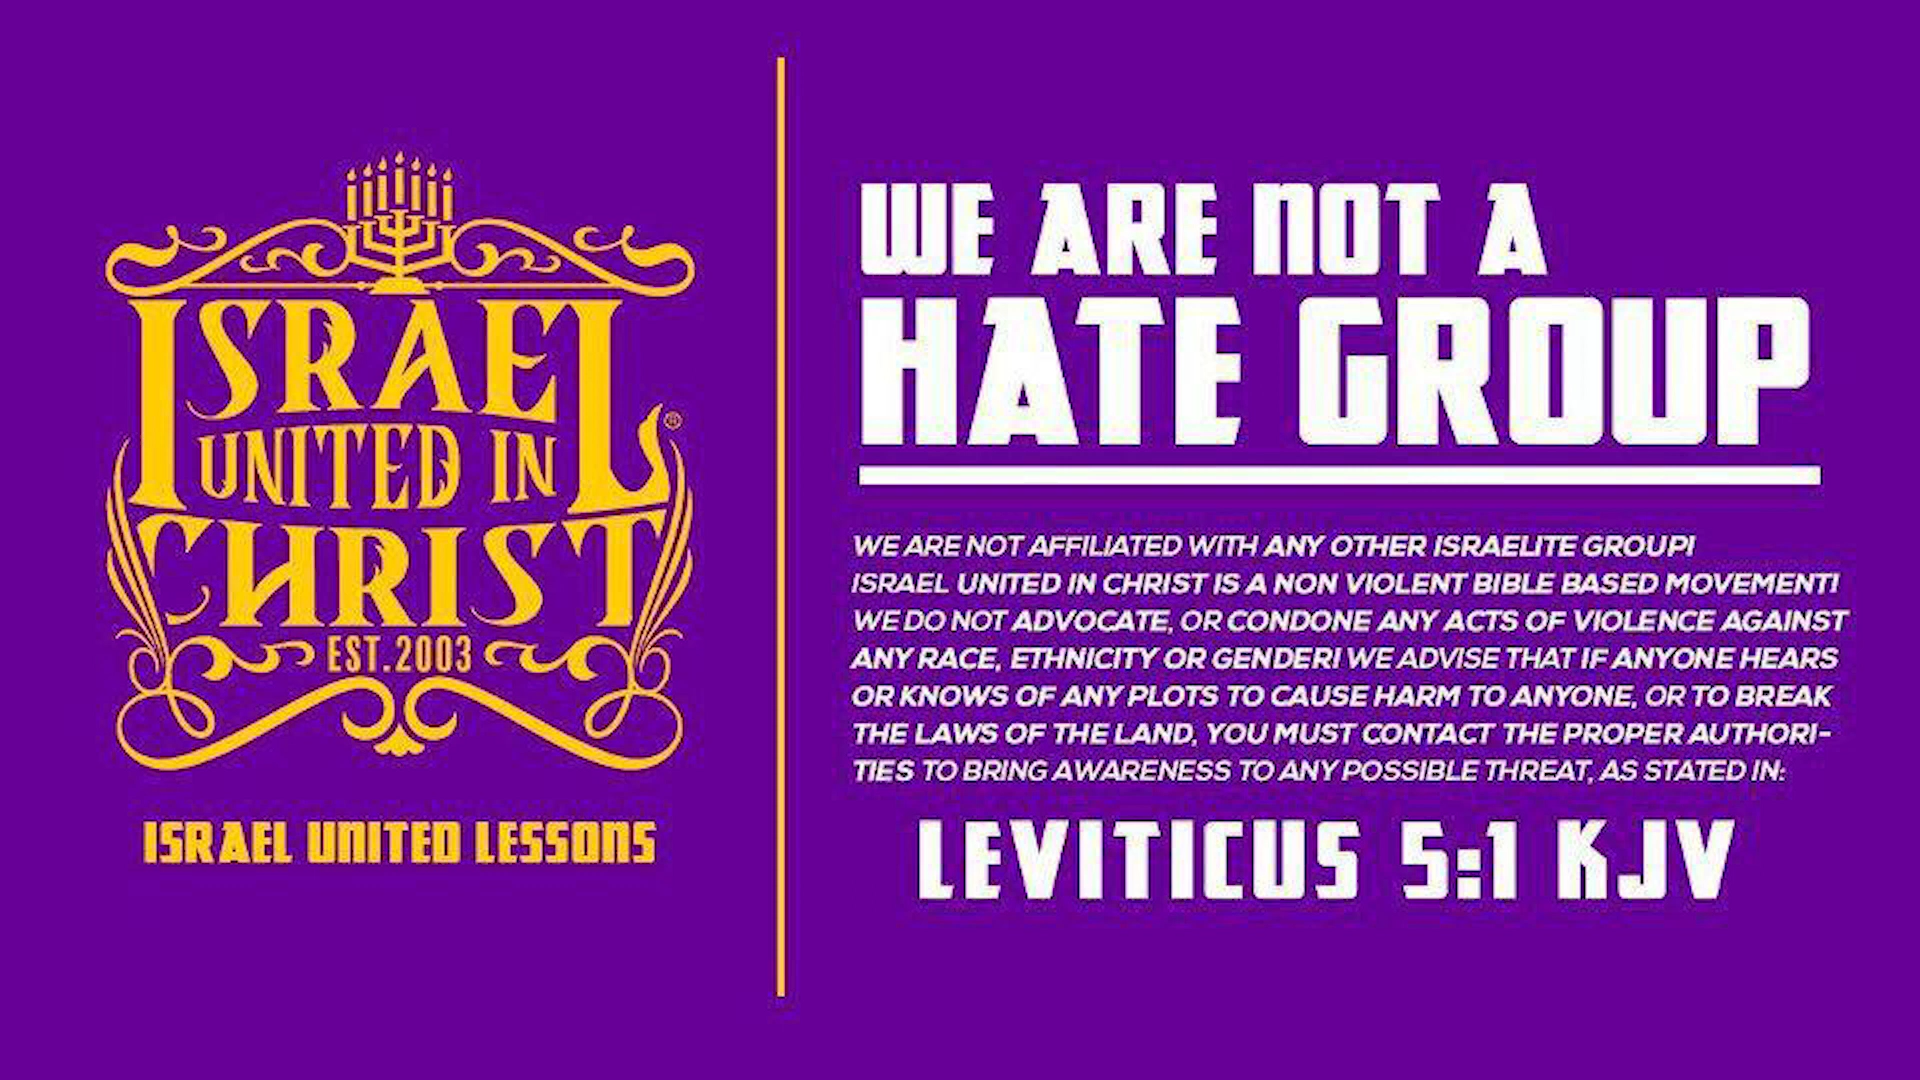 ISRAEL
UNITED IN
CHRIST
®
EST. 2003
ISRAEL UNITED LESSONS
WE ARE NOT A
HATE GROUP
WE ARE NOT AFFILIATED WITH ANY OTHER ISRAELITE GROUP!
ISRAEL UNITED IN CHRIST IS A NON VIOLENT BIBLE BASED MOVEMENT!
WE DO NOT ADVOCATE, OR CONDONE ANY ACTS OF VIOLENCE AGAINST
ANY RACE, ETHNICITY OR GENDER! WE ADVISE THAT IF ANYONE HEARS
OR KNOWS OF ANY PLOTS TO CAUSE HARM TO ANYONE, OR TO BREAK
THE LAWS OF THE LAND, YOU MUST CONTACT THE PROPER AUTHORI-
TIES TO BRING AWARENESS TO ANY POSSIBLE THREAT, AS STATED IN:
LEVITICUS 5:1 KJV